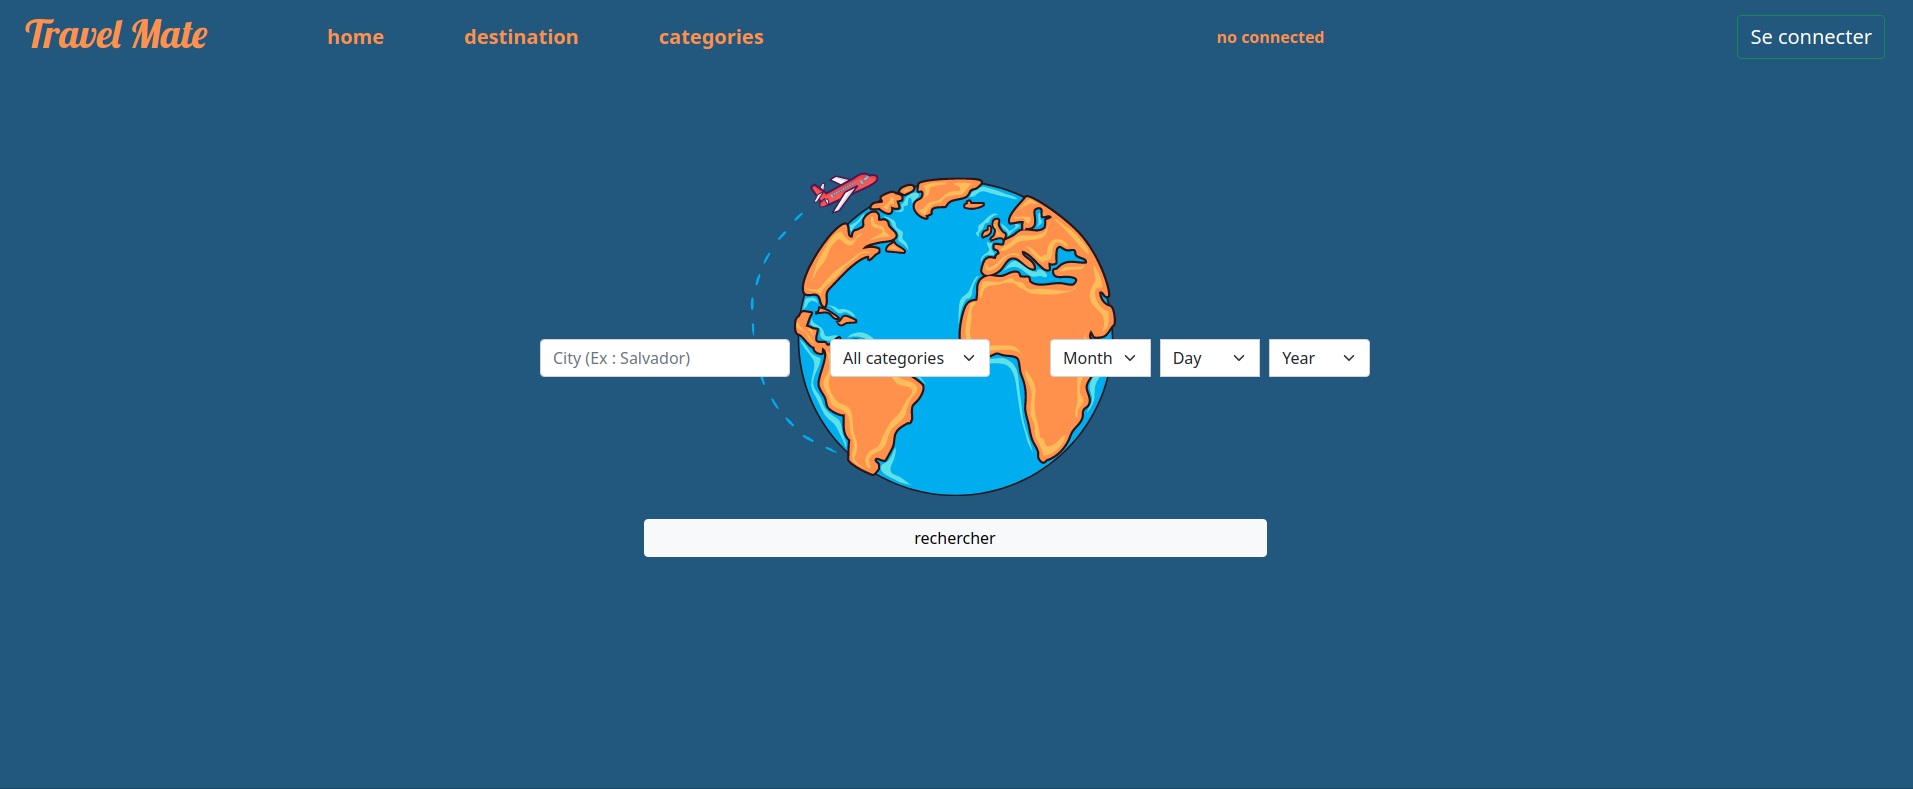 Travel Mate
home
destination
categories
no connected
Se connecter
City (Ex : Salvador)
All categories
Month
Day
Year
rechercher